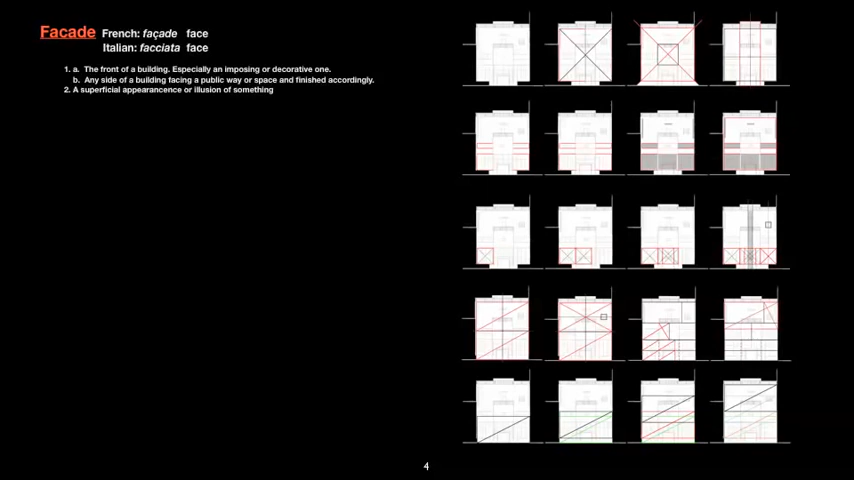 Facade French: façade face
Italian: facciata face
1. a. The front of a building. Especially an imposing or decorative one.
b. Any side of a building facing a public way or space and finished accordingly.
2. A superficial appearancence or illusion of something
4